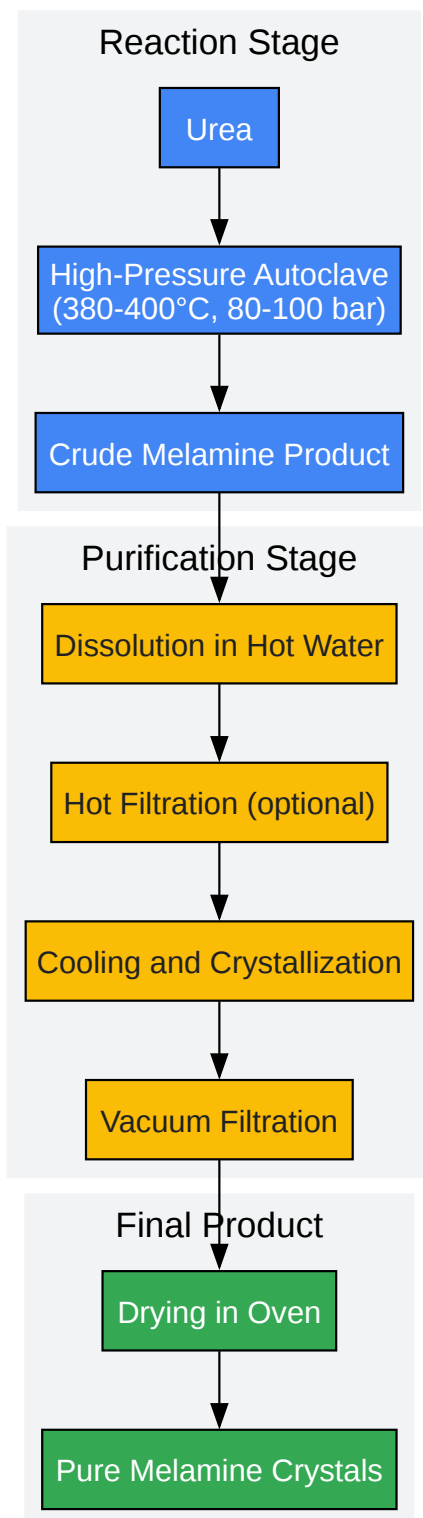 Reaction Stage
Urea
High-Pressure Autoclave
(380-400°C, 80-100 bar)
Crude Melamine Product
Purification Stage
Dissolution in Hot Water
Hot Filtration (optional)
Cooling and Crystallization
Vacuum Filtration
Final Product
Drying in Oven
Pure Melamine Crystals